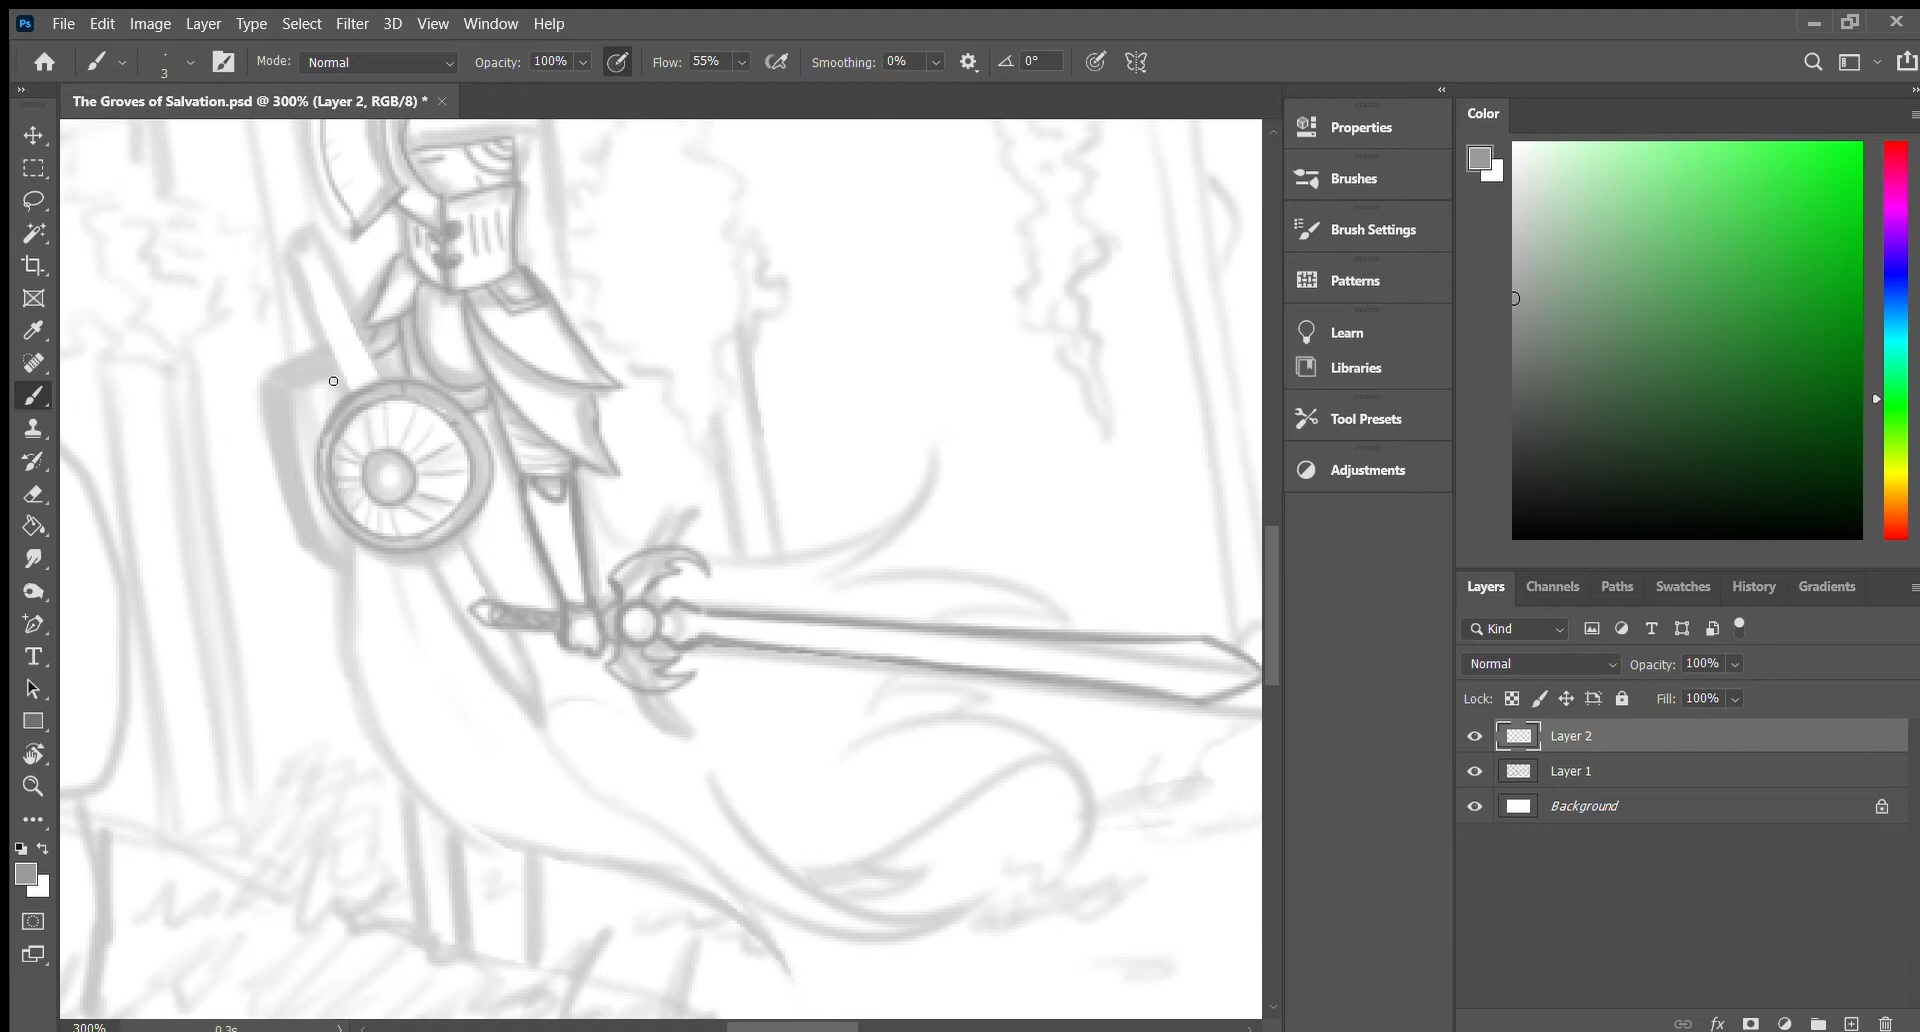 Ps File Edit Image Layer Type Select Filter 3D View Window Help
3 Mode: Normal Opacity: 100% Flow: 55% Smoothing: 0% 0°
The Groves of Salvation.psd @ 300% (Layer 2, RGB/8) *
Properties
Brushes
Brush Settings
Patterns
Learn
Libraries
Tool Presets
Adjustments
Color
Layers Channels Paths Swatches History Gradients
Kind
Normal Opacity: 100%
Lock: Fill: 100%
Layer 2
Layer 1
Background
fx
300% 0.3s